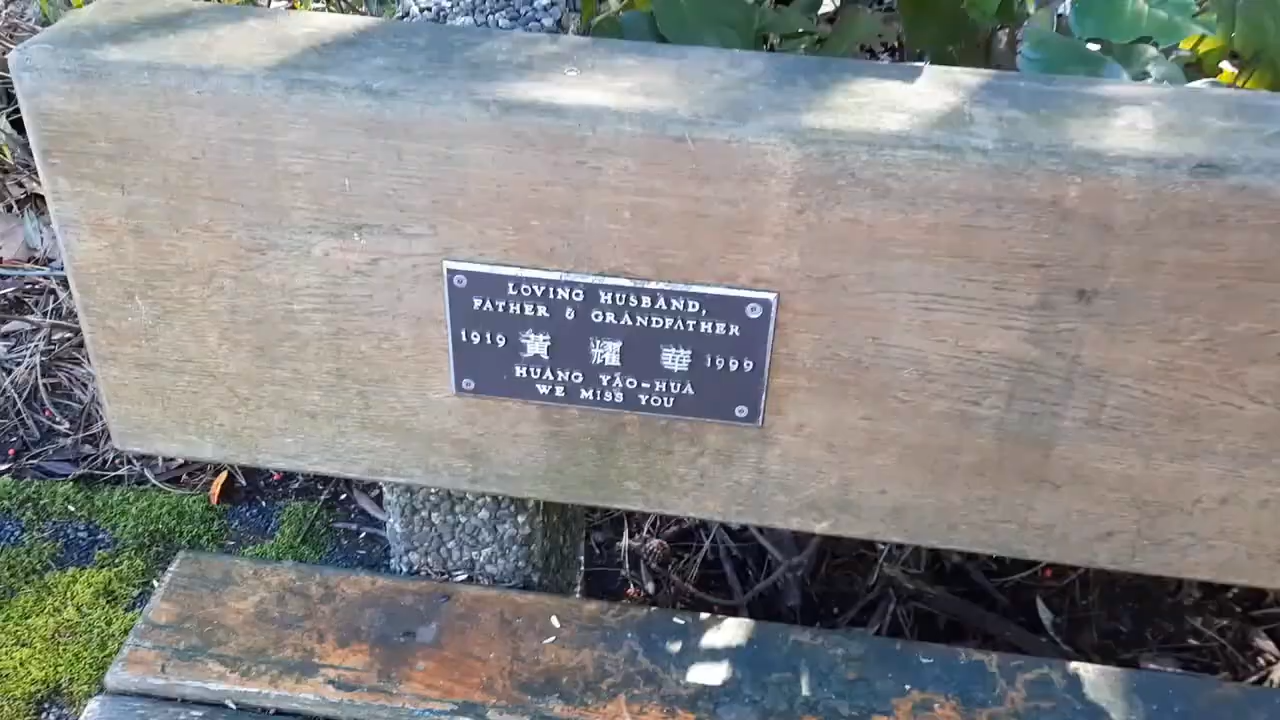 LOVING HUSBAND,
FATHER & GRANDFATHER
1919 黃 耀 華 1999
HUANG YAO-HUA
WE MISS YOU